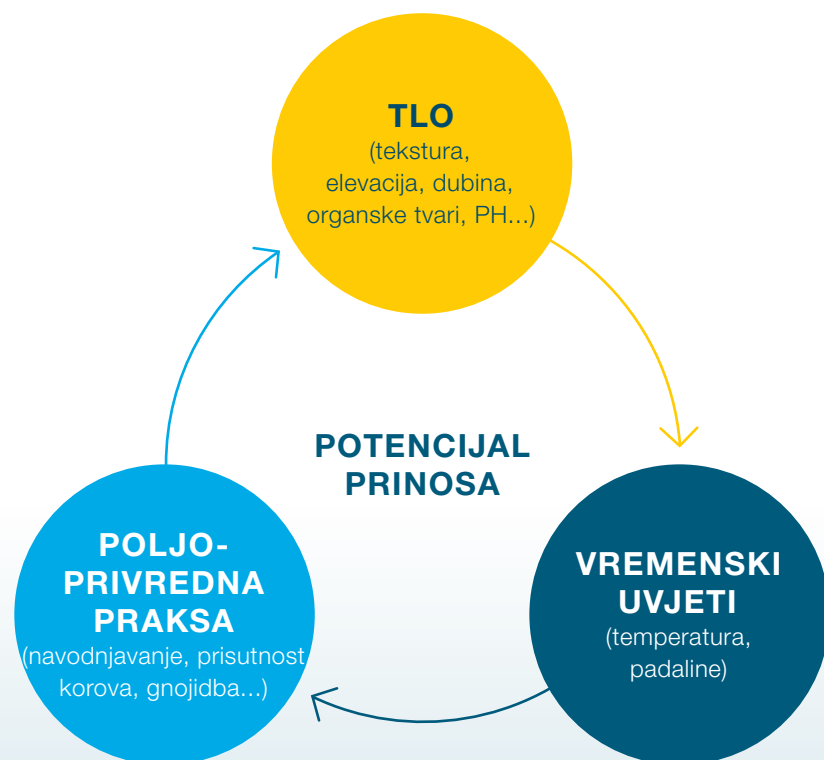 TLO
(tekstura,
elevacija, dubina,
organske tvari, PH...)
POTENCIJAL
PRINOSA
POLJO-
PRIVREDNA
PRAKSA
(navodnjavanje, prisutnost
korova, gnojidba...)
VREMENSKI
UVJETI
(temperatura,
padaline)